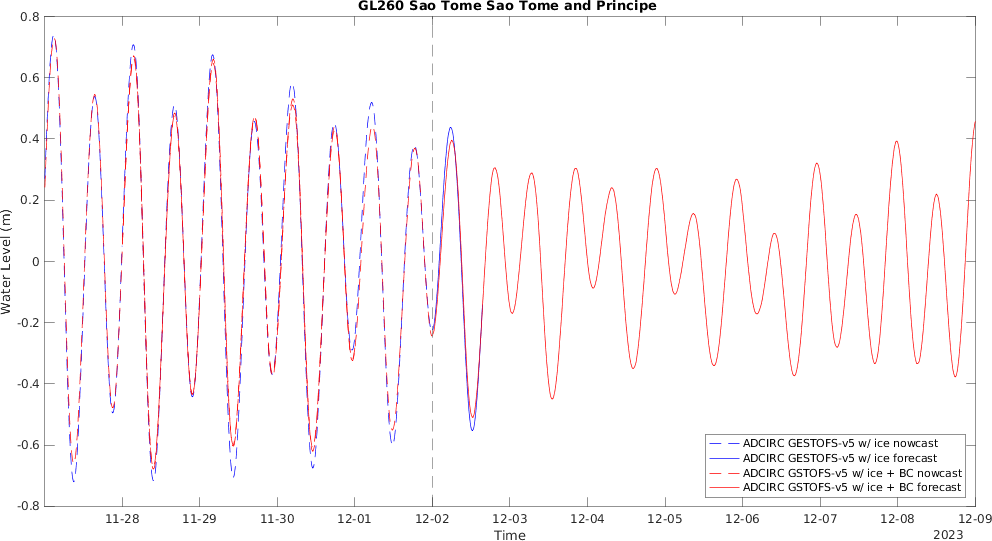 GL260 Sao Tome Sao Tome and Principe
Water Level (m)
0.8
0.6
0.4
0.2
0
-0.2
-0.4
-0.6
-0.8
ADCIRC GESTOFS-v5 w/ ice nowcast
ADCIRC GESTOFS-v5 w/ ice forecast
ADCIRC GSTOFS-v5 w/ ice + BC nowcast
ADCIRC GSTOFS-v5 w/ ice + BC forecast
11-28 11-29 11-30 12-01 12-02 12-03 12-04 12-05 12-06 12-07 12-08 12-09
Time
2023